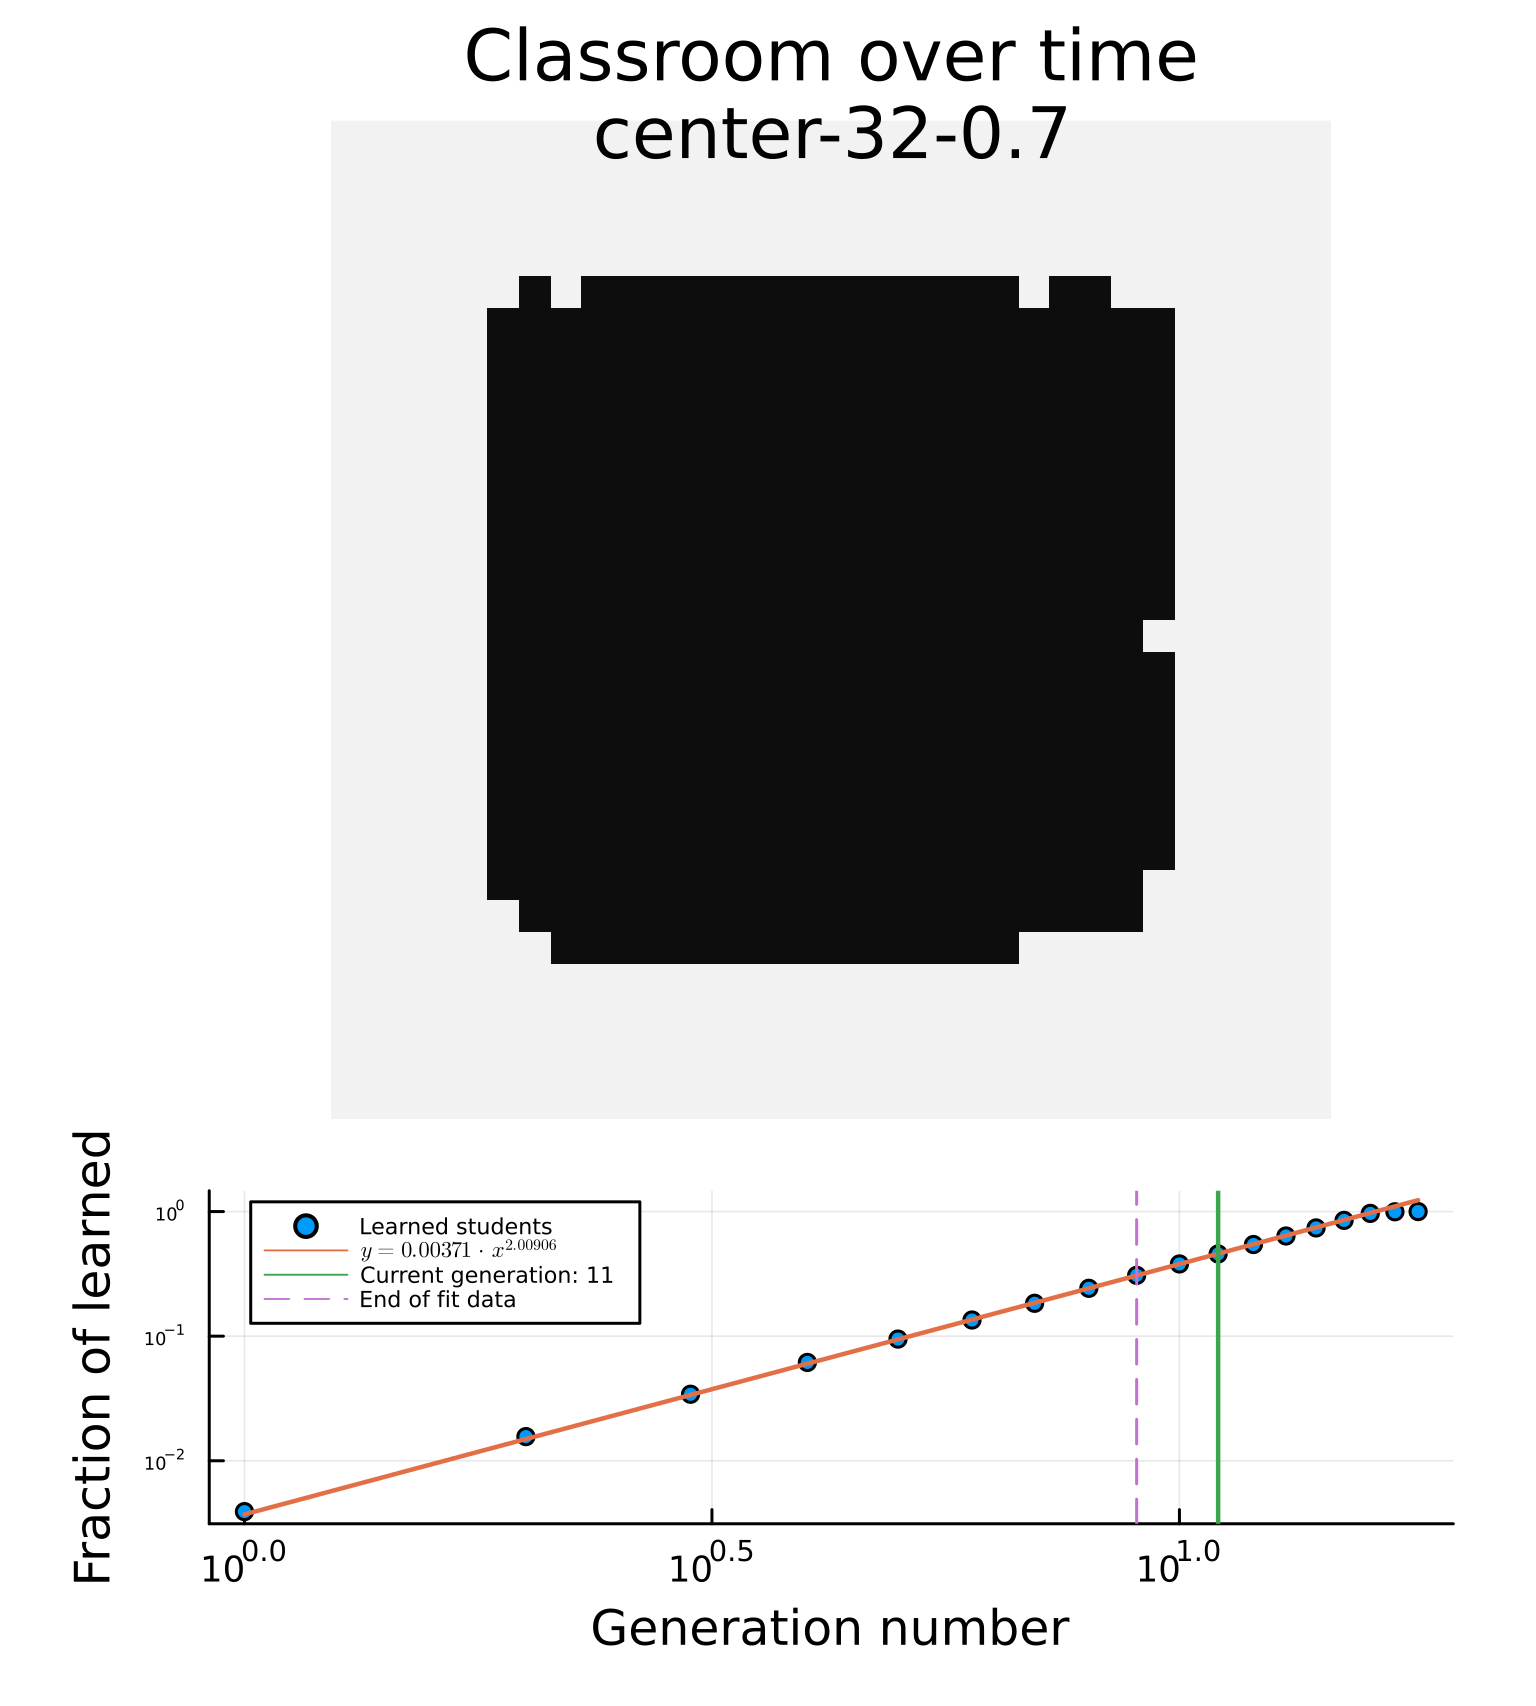 Classroom over time
center-32-0.7
Fraction of learned
10⁰
10⁻¹
10⁻²
Learned students
y = 0.00371 · x^2.00906
Current generation: 11
End of fit data
10^0.0 10^0.5 10^1.0
Generation number